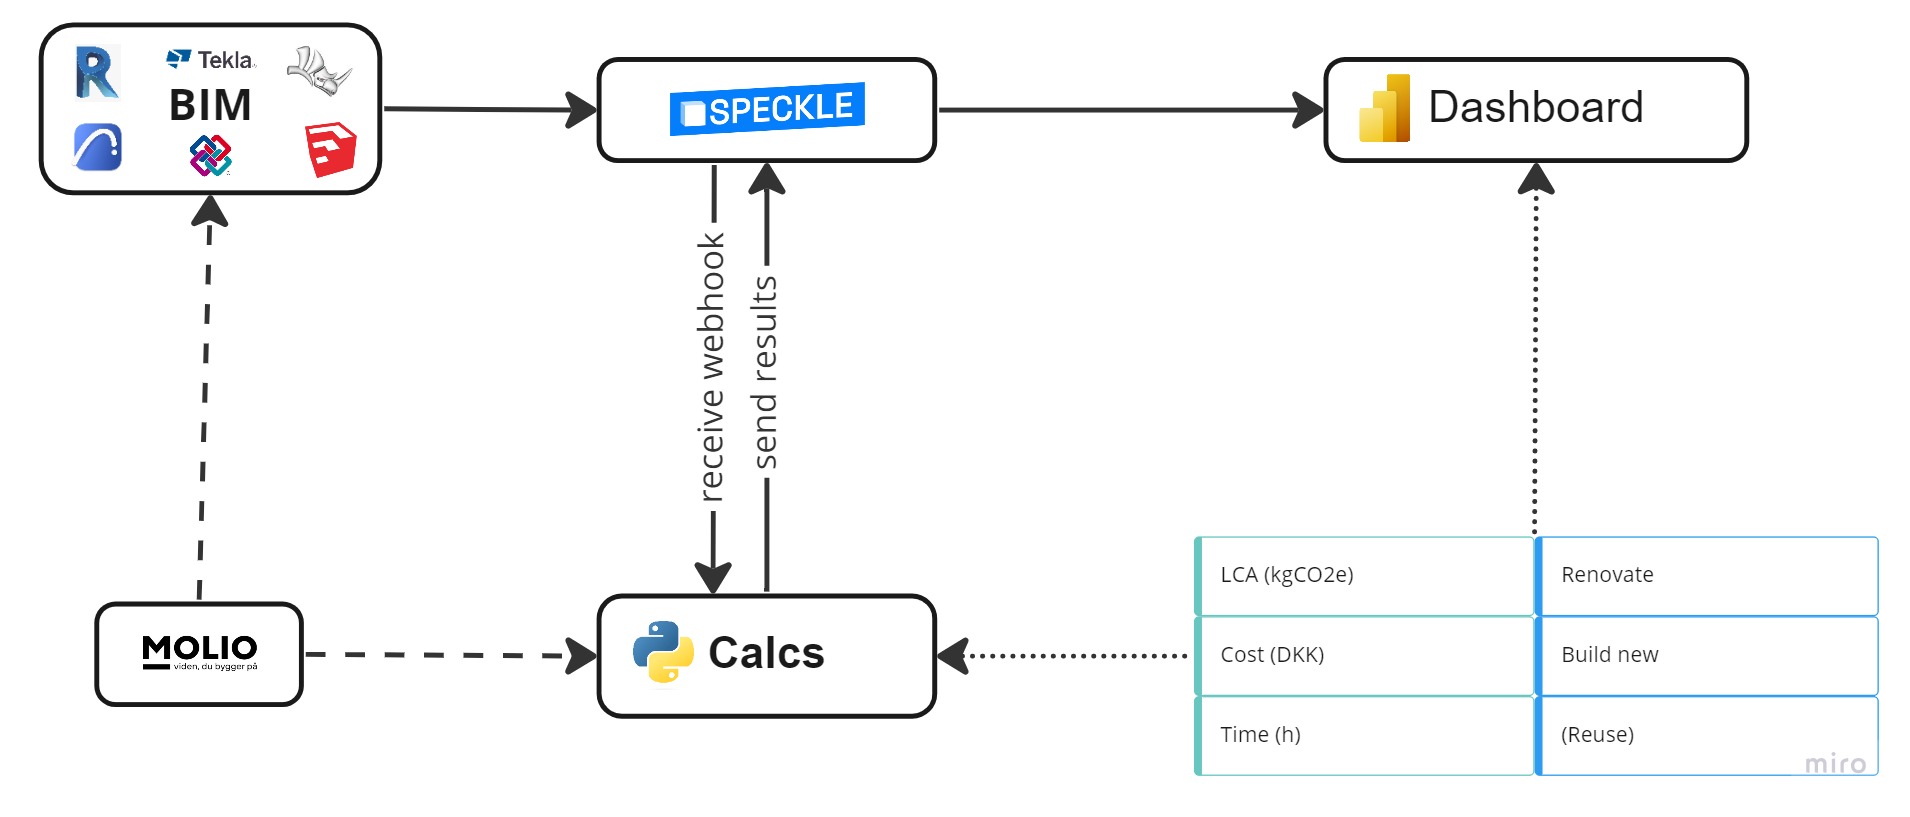 Tekla
BIM
SPECKLE
Dashboard
receive webhook
send results
MOLIO
viden, du bygger på
Calcs
LCA (kgCO2e)
Renovate
Cost (DKK)
Build new
Time (h)
(Reuse)
miro